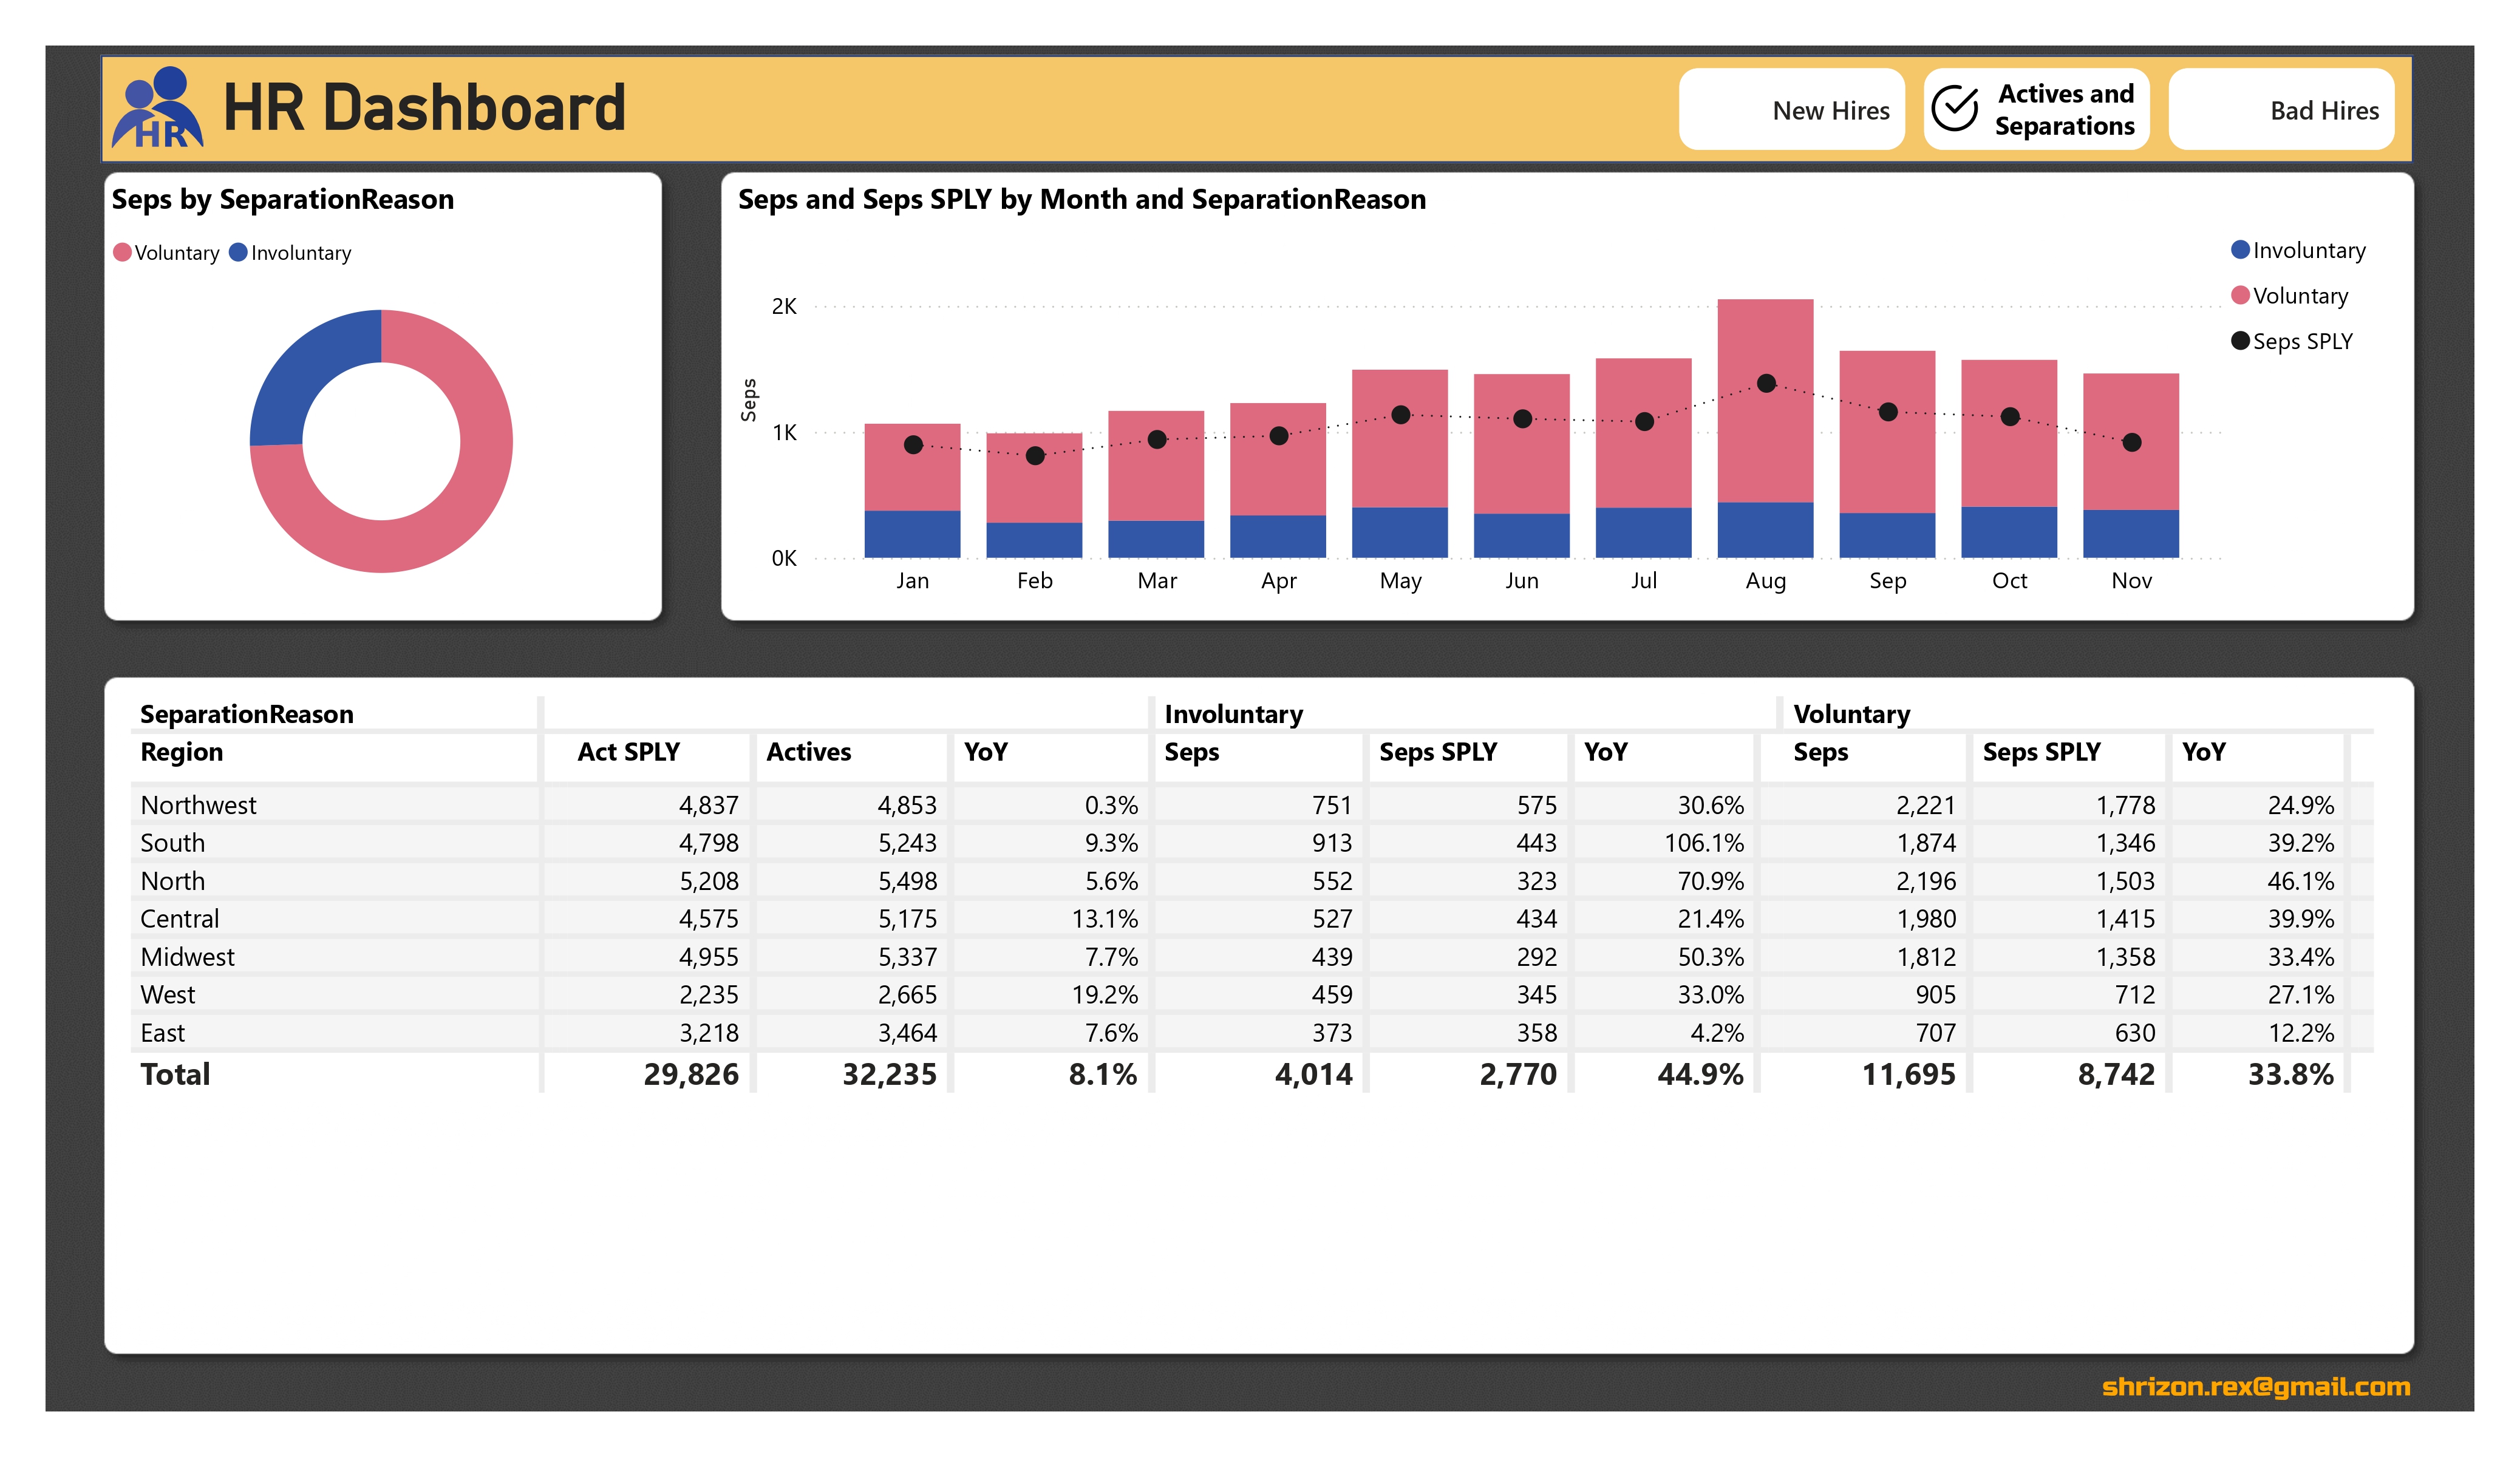 HR
HR Dashboard
New Hires
Actives and
Separations
Bad Hires
Seps by SeparationReason
Voluntary Involuntary
Seps and Seps SPLY by Month and SeparationReason
Involuntary
Voluntary
Seps SPLY
Seps
2K
1K
0K
Jan Feb Mar Apr May Jun Jul Aug Sep Oct Nov
SeparationReason Involuntary Voluntary
Region Act SPLY Actives YoY Seps Seps SPLY YoY Seps Seps SPLY YoY
Northwest 4,837 4,853 0.3% 751 575 30.6% 2,221 1,778 24.9%
South 4,798 5,243 9.3% 913 443 106.1% 1,874 1,346 39.2%
North 5,208 5,498 5.6% 552 323 70.9% 2,196 1,503 46.1%
Central 4,575 5,175 13.1% 527 434 21.4% 1,980 1,415 39.9%
Midwest 4,955 5,337 7.7% 439 292 50.3% 1,812 1,358 33.4%
West 2,235 2,665 19.2% 459 345 33.0% 905 712 27.1%
East 3,218 3,464 7.6% 373 358 4.2% 707 630 12.2%
Total 29,826 32,235 8.1% 4,014 2,770 44.9% 11,695 8,742 33.8%
shrizon.rex@gmail.com